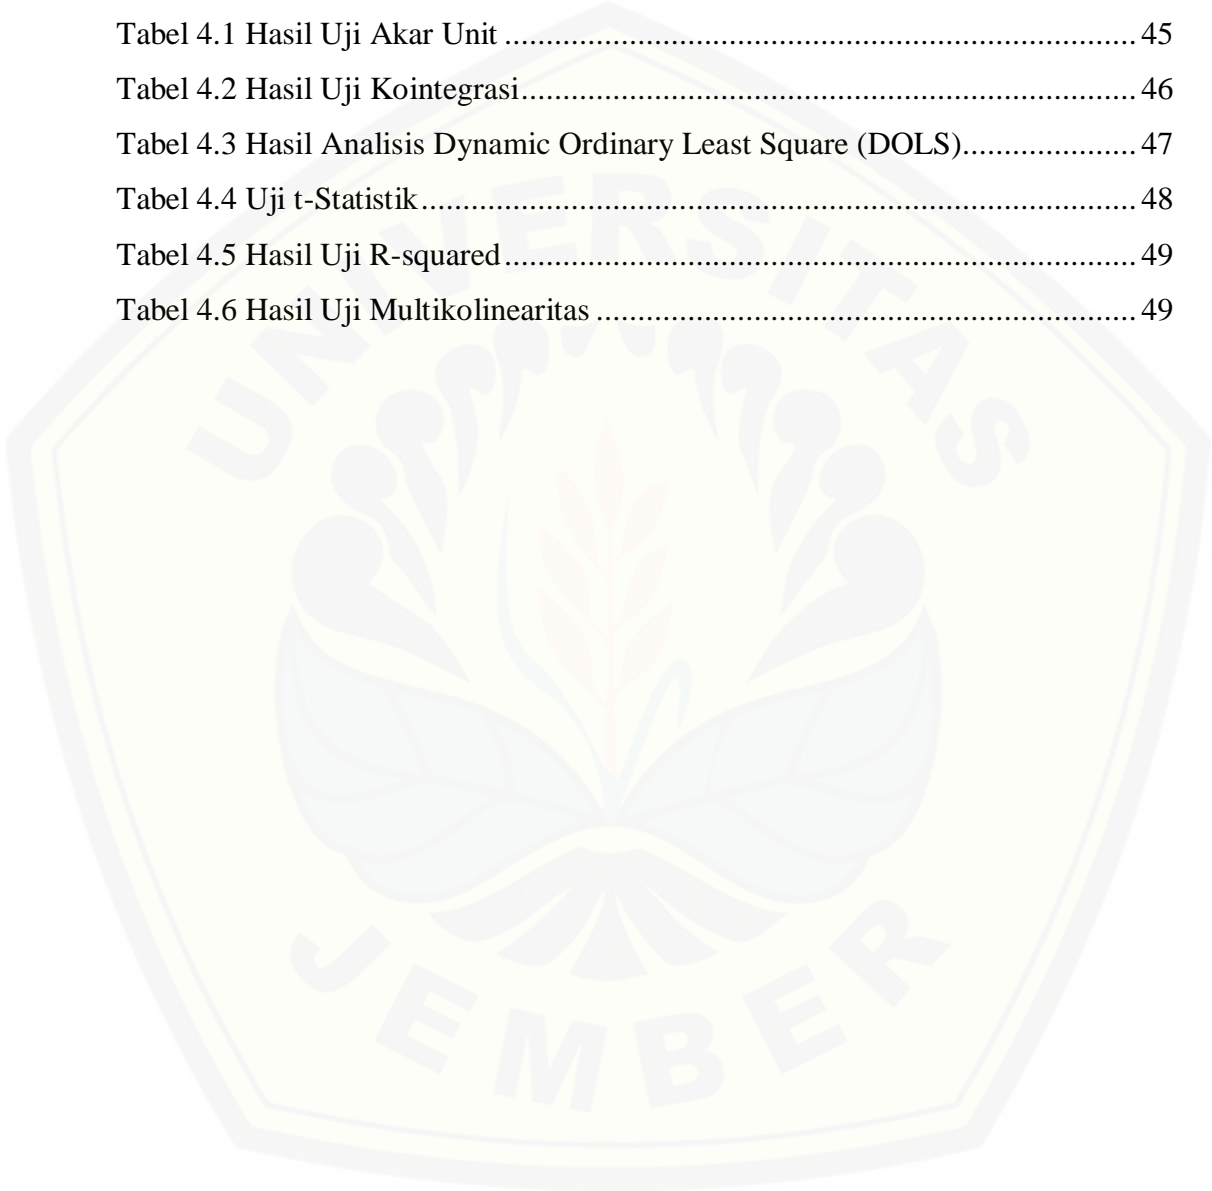 Tabel 4.1 Hasil Uji Akar Unit ............................................................................... 45
Tabel 4.2 Hasil Uji Kointegrasi............................................................................. 46
Tabel 4.3 Hasil Analisis Dynamic Ordinary Least Square (DOLS)...................... 47
Tabel 4.4 Uji t-Statistik......................................................................................... 48
Tabel 4.5 Hasil Uji R-squared............................................................................... 49
Tabel 4.6 Hasil Uji Multikolinearitas .................................................................... 49
UNIVERSITAS
JEMBER